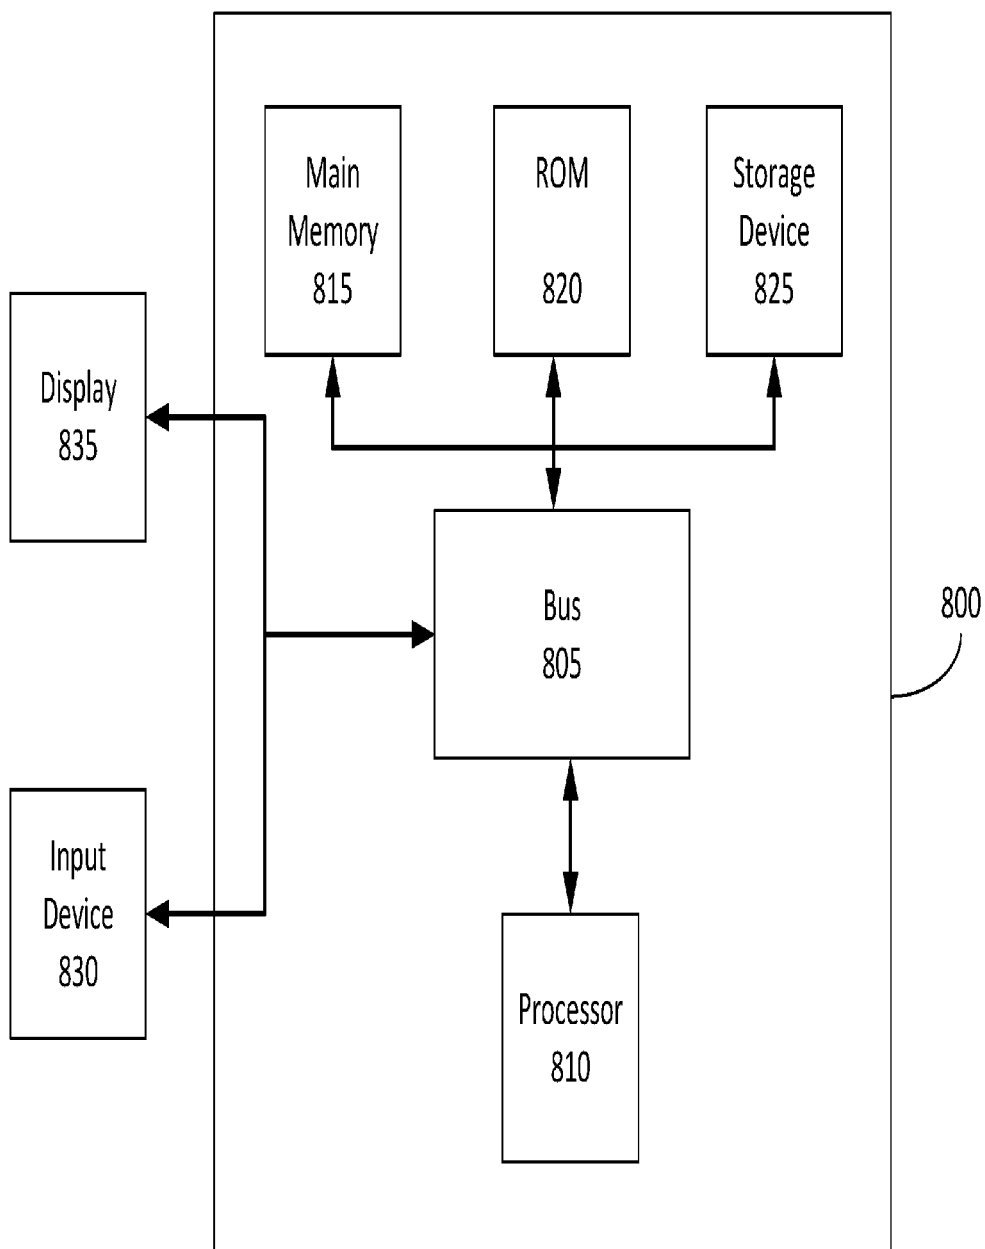 Main
Memory
815
ROM
820
Storage
Device
825
Display
835
Bus
805
800
Input
Device
830
Processor
810